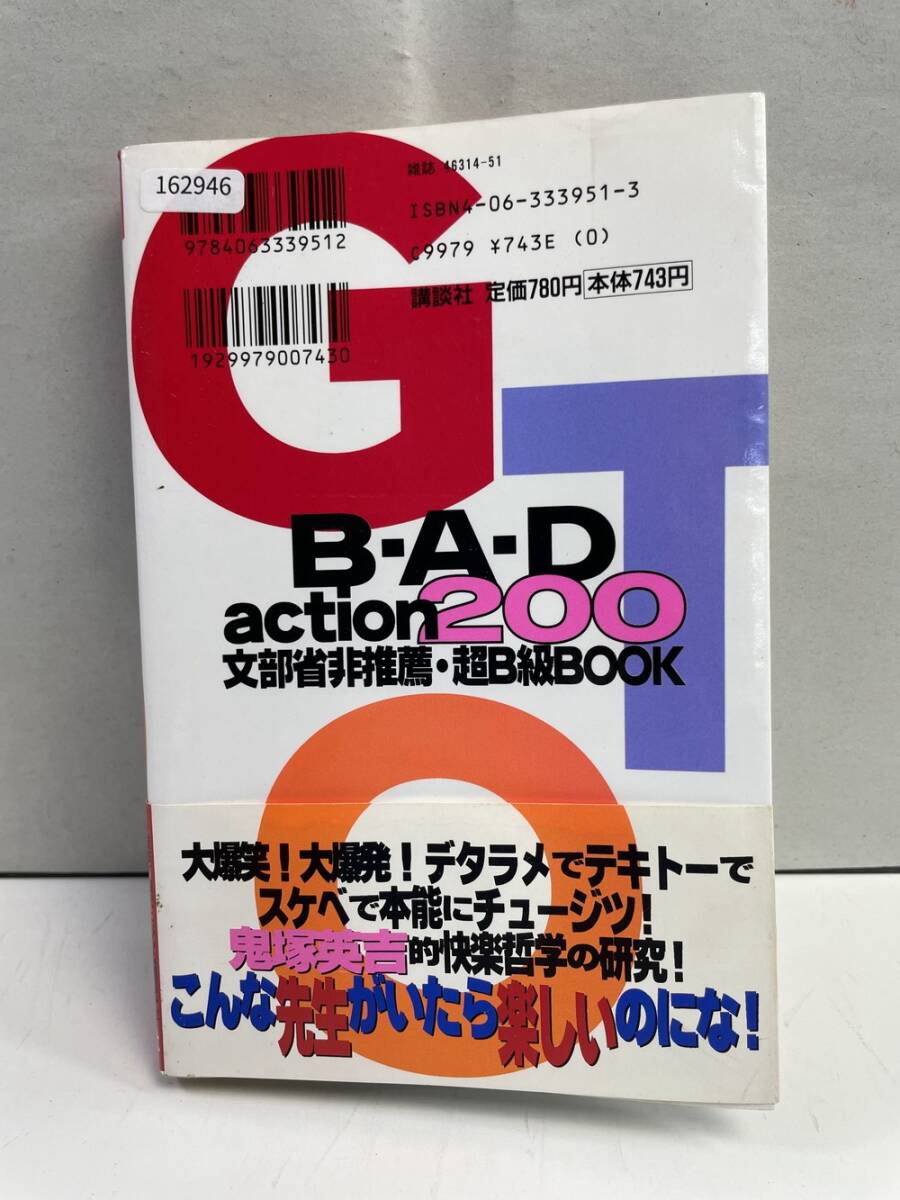 162946
雑誌 46314-51
ISBN4-06-333951-3
9784063339512
C9979 ¥743E (0)
講談社 定価780円 本体743円
1929979007430
GTO
B・A・D
action200
文部省非推薦・超B級BOOK
大爆笑!大爆発!デタラメでテキトーで
スケベで本能にチュージツ!
鬼塚英吉的快楽哲学の研究!
こんな先生がいたら楽しいのにな!